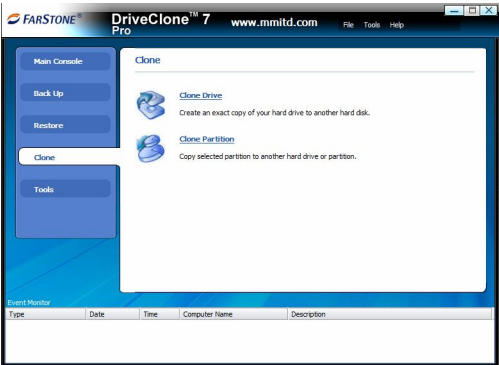 FARSTONE®
DriveClone™ 7
Pro
www.mmitd.com
File Tools Help
Main Console
Back Up
Restore
Clone
Tools
Clone
Clone Drive
Create an exact copy of your hard drive to another hard disk.
Clone Partition
Copy selected partition to another hard drive or partition.
Event Monitor
Type Date Time Computer Name Description